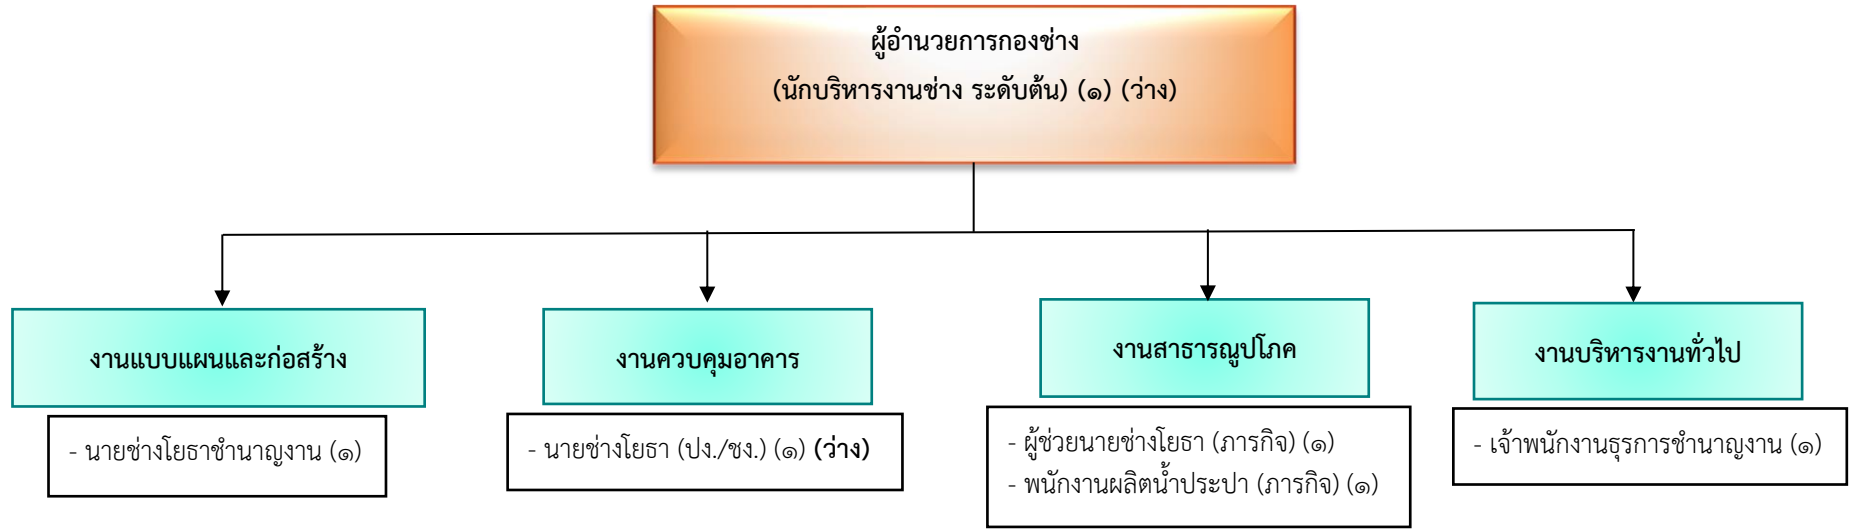 ผู้อำนวยการกองช่าง
(นักบริหารงานช่าง ระดับต้น) (๑) (ว่าง)
งานแบบแผนและก่อสร้าง
- นายช่างโยธาชำนาญงาน (๑)
งานควบคุมอาคาร
- นายช่างโยธา (ปง./ชง.) (๑) (ว่าง)
งานสาธารณูปโภค
- ผู้ช่วยนายช่างโยธา (ภารกิจ) (๑)
- พนักงานผลิตน้ำประปา (ภารกิจ) (๑)
งานบริหารงานทั่วไป
- เจ้าพนักงานธุรการชำนาญงาน (๑)